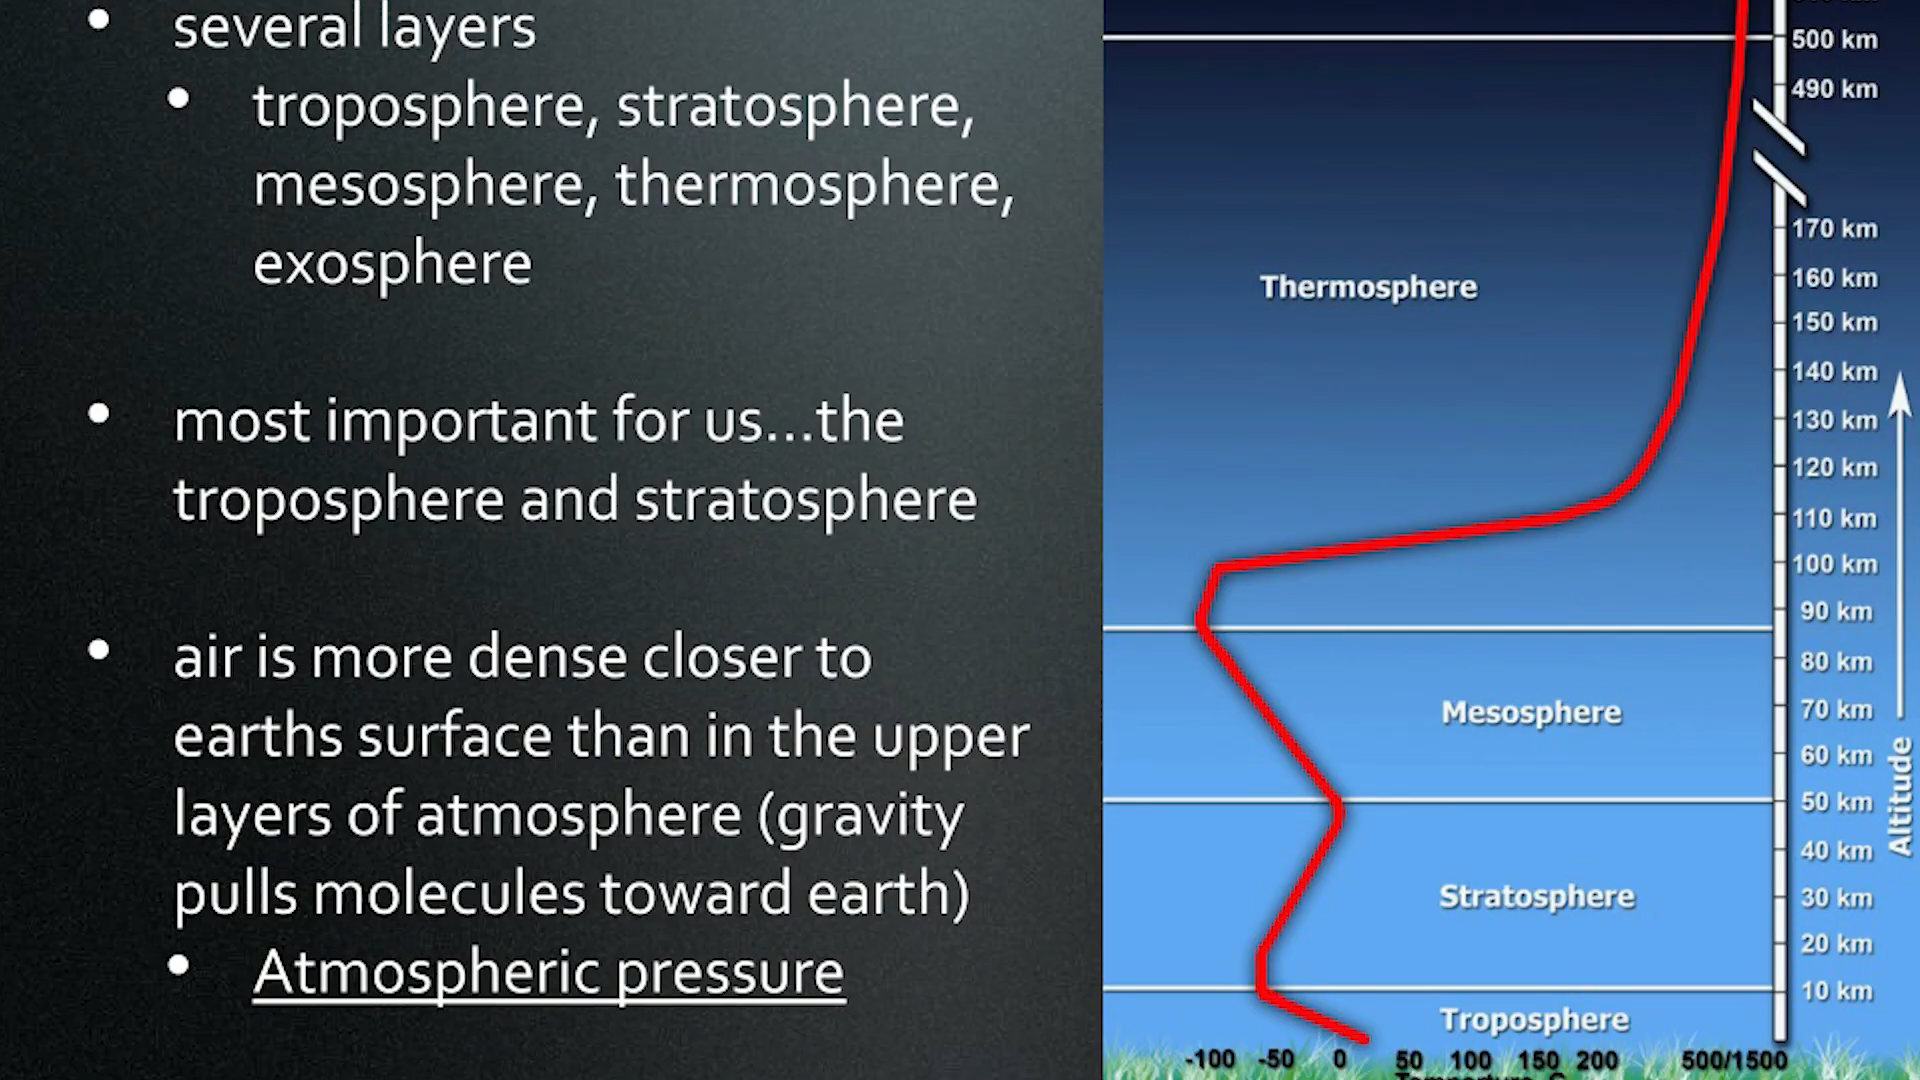 several layers
troposphere, stratosphere,
mesosphere, thermosphere,
exosphere
most important for us...the
troposphere and stratosphere
air is more dense closer to
earths surface than in the upper
layers of atmosphere (gravity
pulls molecules toward earth)
Atmospheric pressure
500 km
490 km
170 km
160 km
150 km
140 km
130 km
120 km
110 km
100 km
90 km
80 km
70 km
60 km
50 km
40 km
30 km
20 km
10 km
Altitude
Thermosphere
Mesosphere
Stratosphere
Troposphere
-100 -50 0 50 100 150 200 500/1500